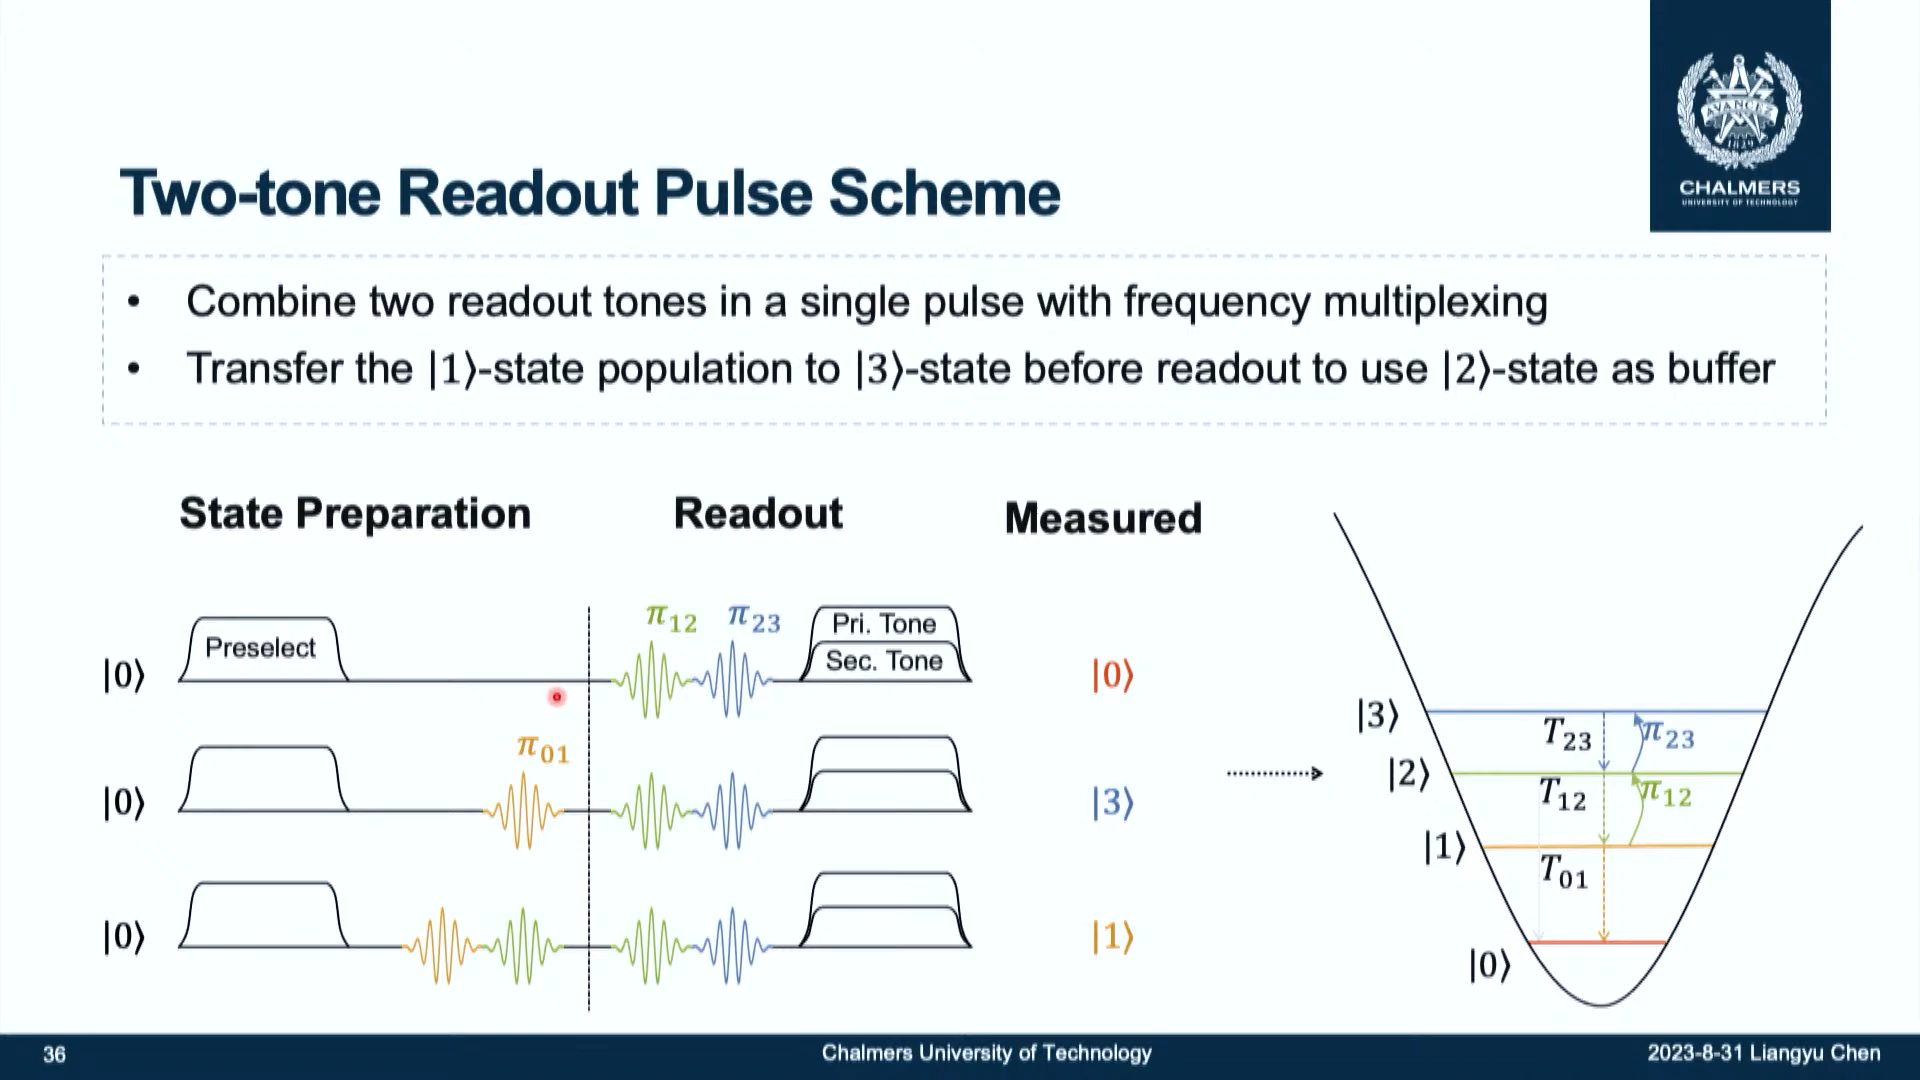 AVANCEZ
1829
CHALMERS
UNIVERSITY OF TECHNOLOGY
Two-tone Readout Pulse Scheme
• Combine two readout tones in a single pulse with frequency multiplexing
• Transfer the |1⟩-state population to |3⟩-state before readout to use |2⟩-state as buffer
State Preparation
Readout
Measured
|0⟩
Preselect
π12
π23
Pri. Tone
Sec. Tone
|0⟩
|0⟩
π01
|3⟩
|0⟩
|1⟩
|3⟩
T23
π23
|2⟩
T12
π12
|1⟩
T01
|0⟩
36
Chalmers University of Technology
2023-8-31 Liangyu Chen